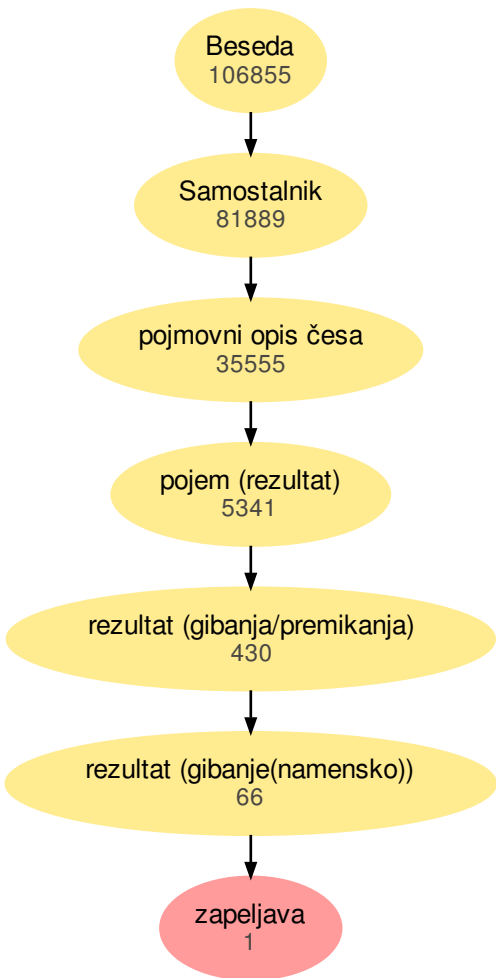 Beseda
106855
Samostalnik
81889
pojmovni opis česa
35555
pojem (rezultat)
5341
rezultat (gibanja/premikanja)
430
rezultat (gibanje(namensko))
66
zapeljava
1